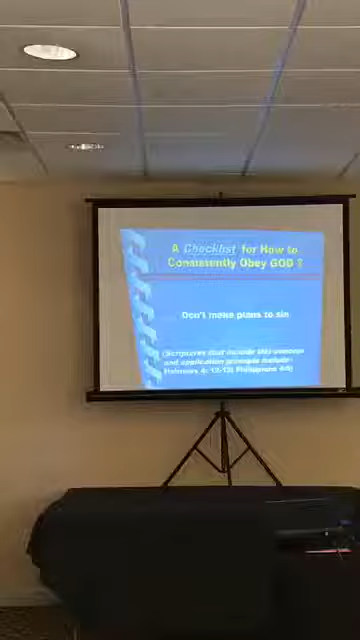 A Checklist for How to
Consistently Obey GOD ?
Don't make plans to sin
(Scriptures that include this concept
and application principle include:
Hebrews 4: 12-13; Philippians 4:8)